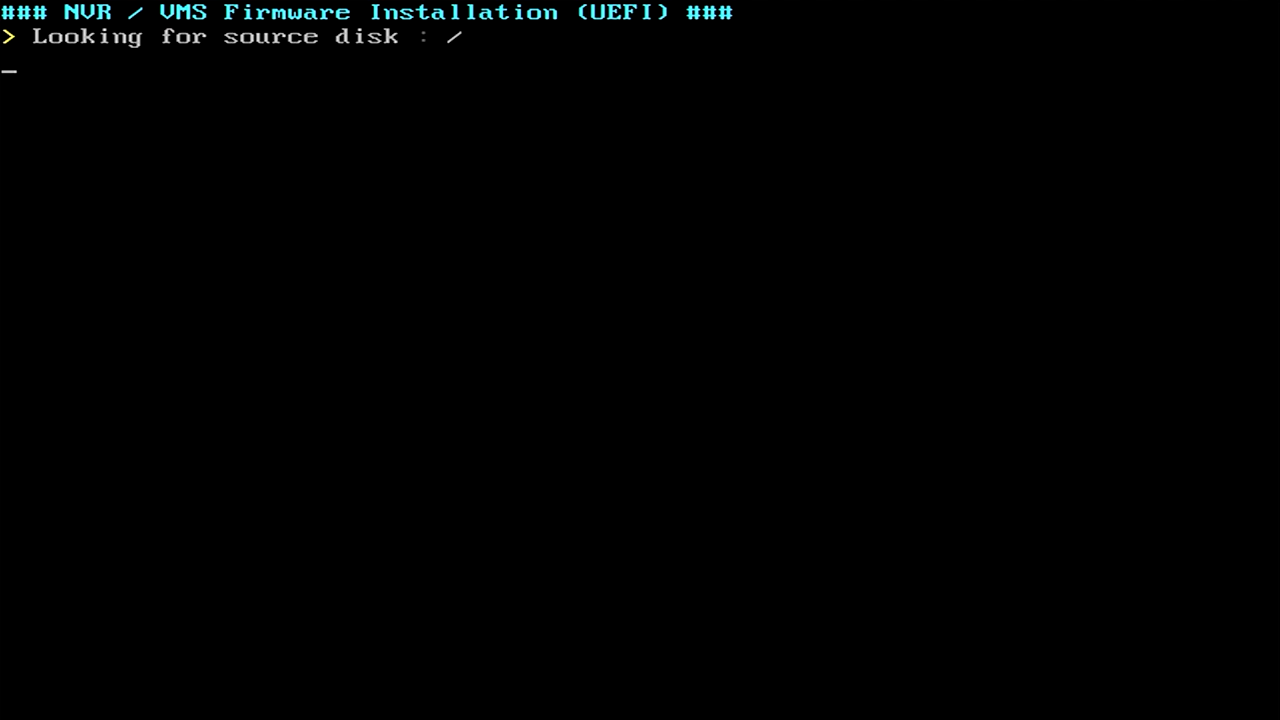 ### NVR / VMS Firmware Installation (UEFI) ###
> Looking for source disk : /
_